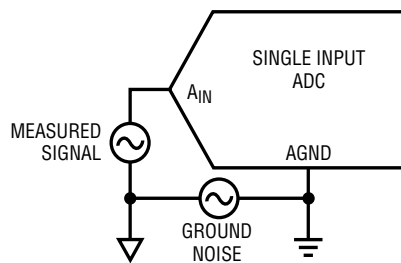 SINGLE INPUT
ADC
AIN
MEASURED
SIGNAL
AGND
GROUND
NOISE